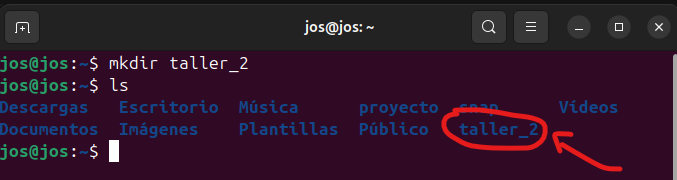 jos@jos: ~
jos@jos:~$ mkdir taller_2
jos@jos:~$ ls
Descargas Escritorio Música proyecto snap Vídeos
Documentos Imágenes Plantillas Público taller_2
jos@jos:~$